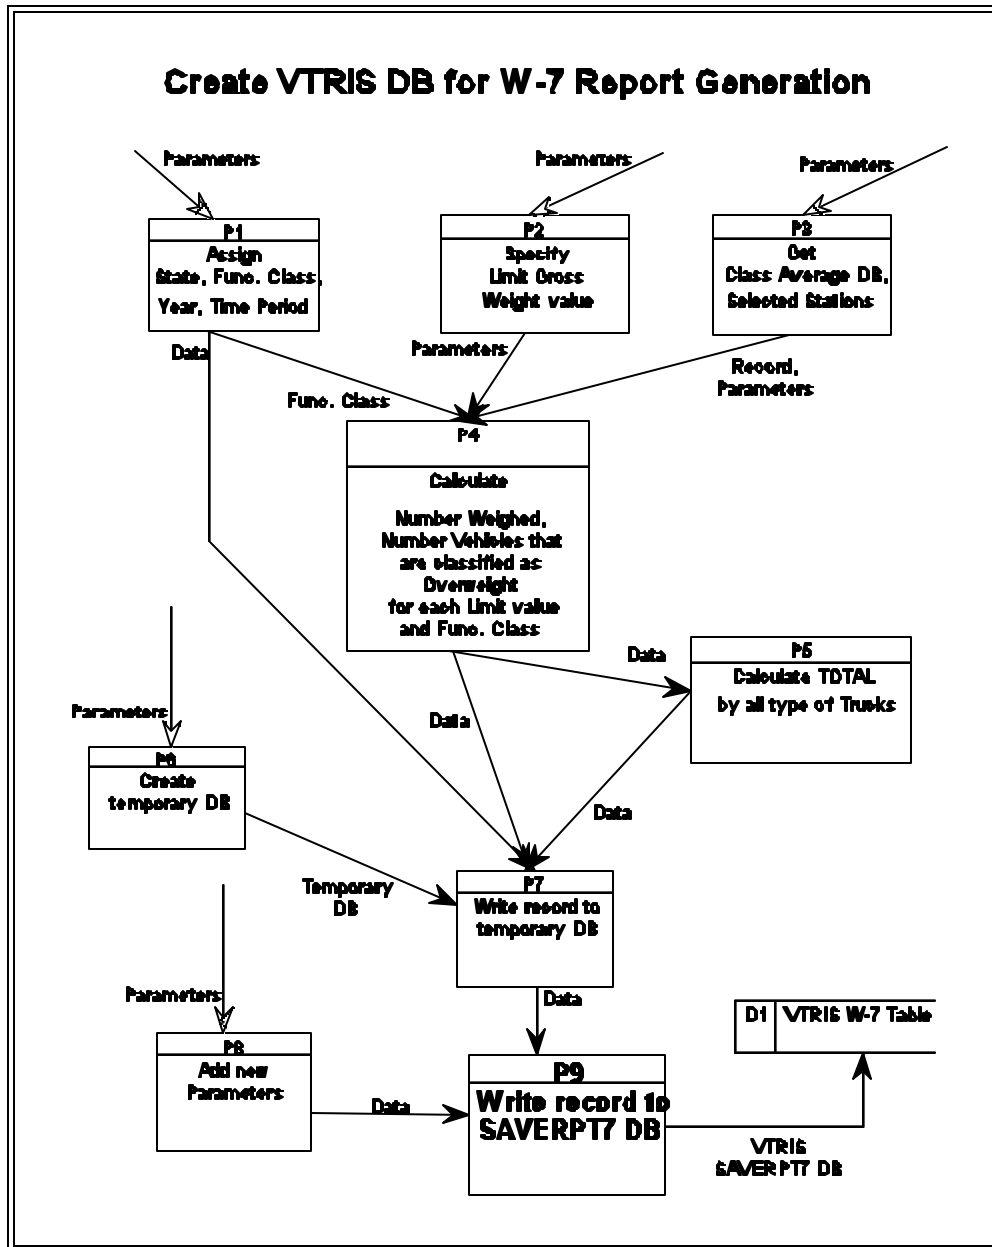 Create VTRIS DB for W-7 Report Generation
Parameters
Parameters
Parameters
P1
Assign
State, Func. Class,
Year, Time Period
P2
Specify
Limit Gross
Weight value
P3
Get
Class Average DB,
Selected Stations
Data
Func. Class
Parameters
Record,
Parameters
P4
Calculate
Number Weighed,
Number Vehicles that
are classified as
Overweight
for each Limit value
and Func. Class
Data
P5
Calculate TOTAL
by all type of Trucks
Data
Data
Parameters
P6
Create
temporary DB
Temporary
DB
P7
Write record to
temporary DB
Data
Parameters
P8
Add new
Parameters
Data
P9
Write record to
SAVERPT7 DB
D1 VTRIS W-7 Table
VTRIS
SAVERPT7 DB